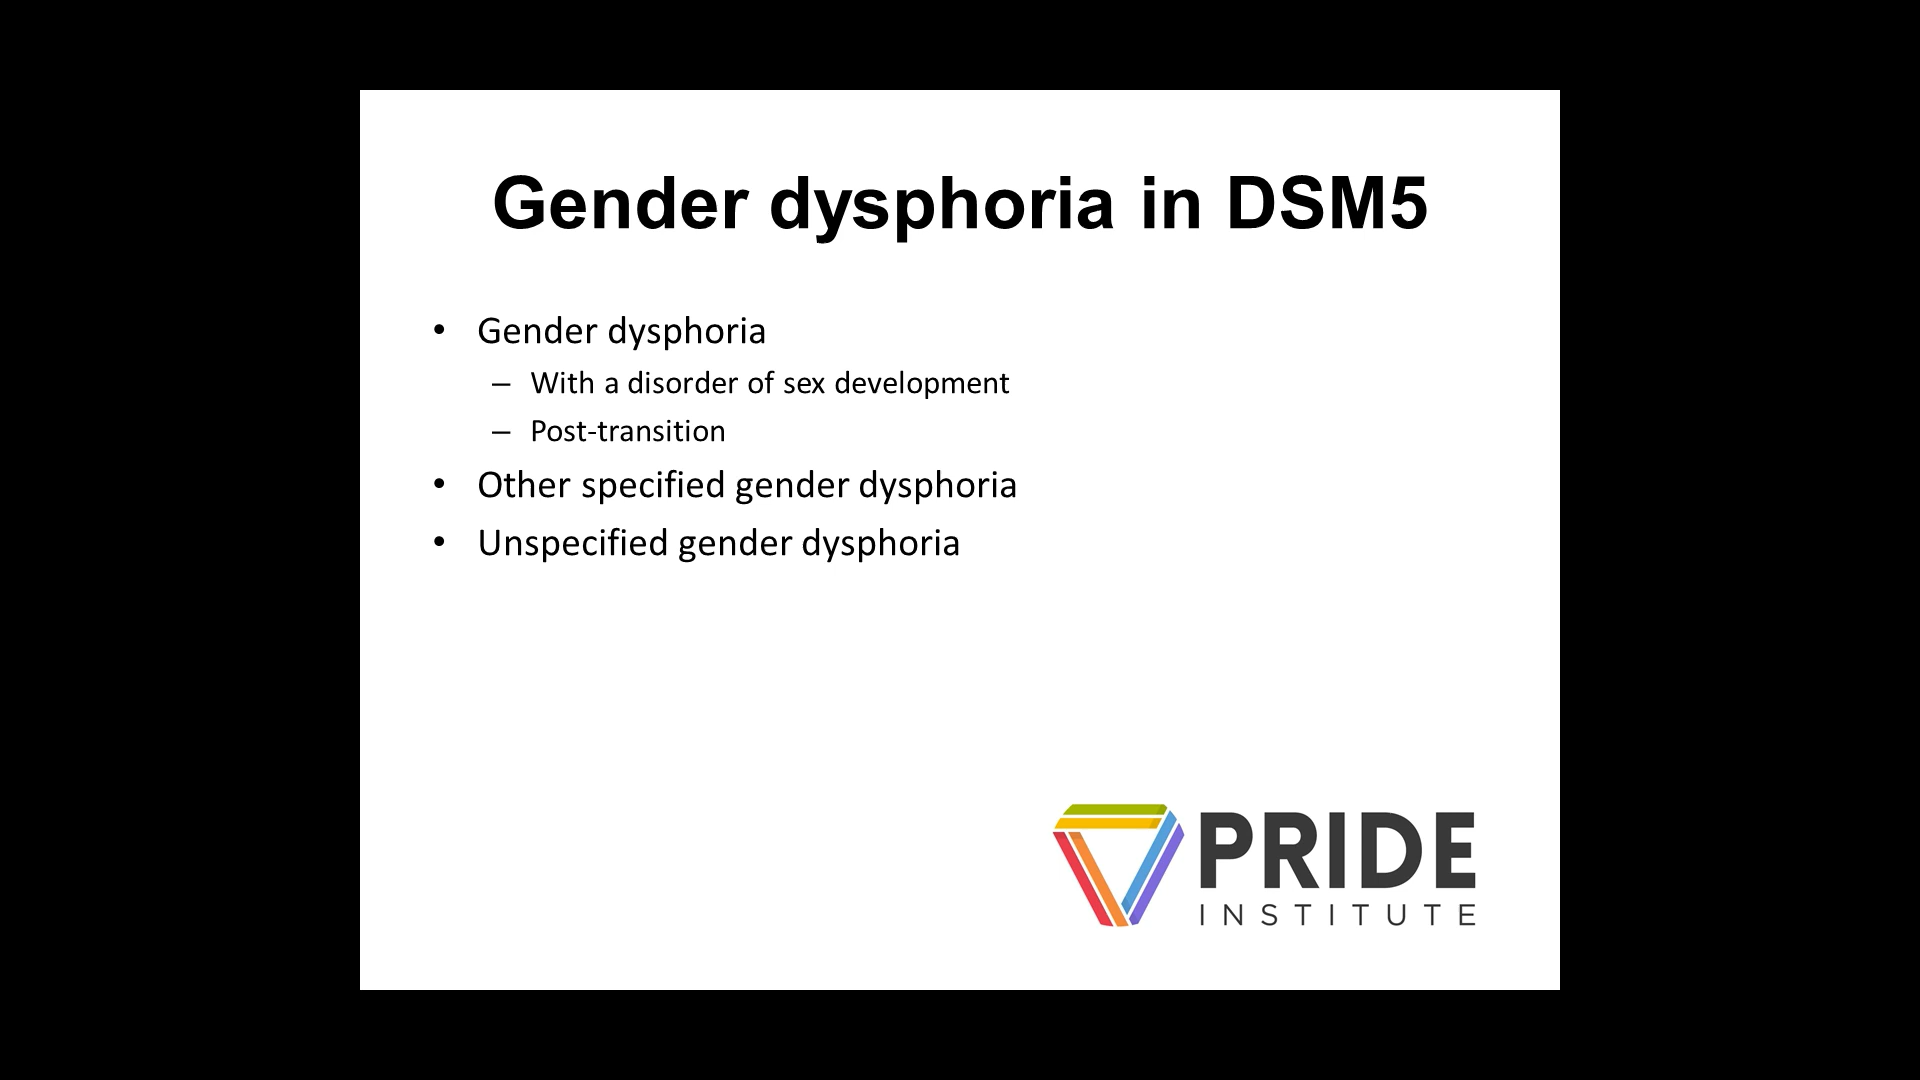 Gender dysphoria in DSM5
• Gender dysphoria
– With a disorder of sex development
– Post-transition
• Other specified gender dysphoria
• Unspecified gender dysphoria
PRIDE
INSTITUTE